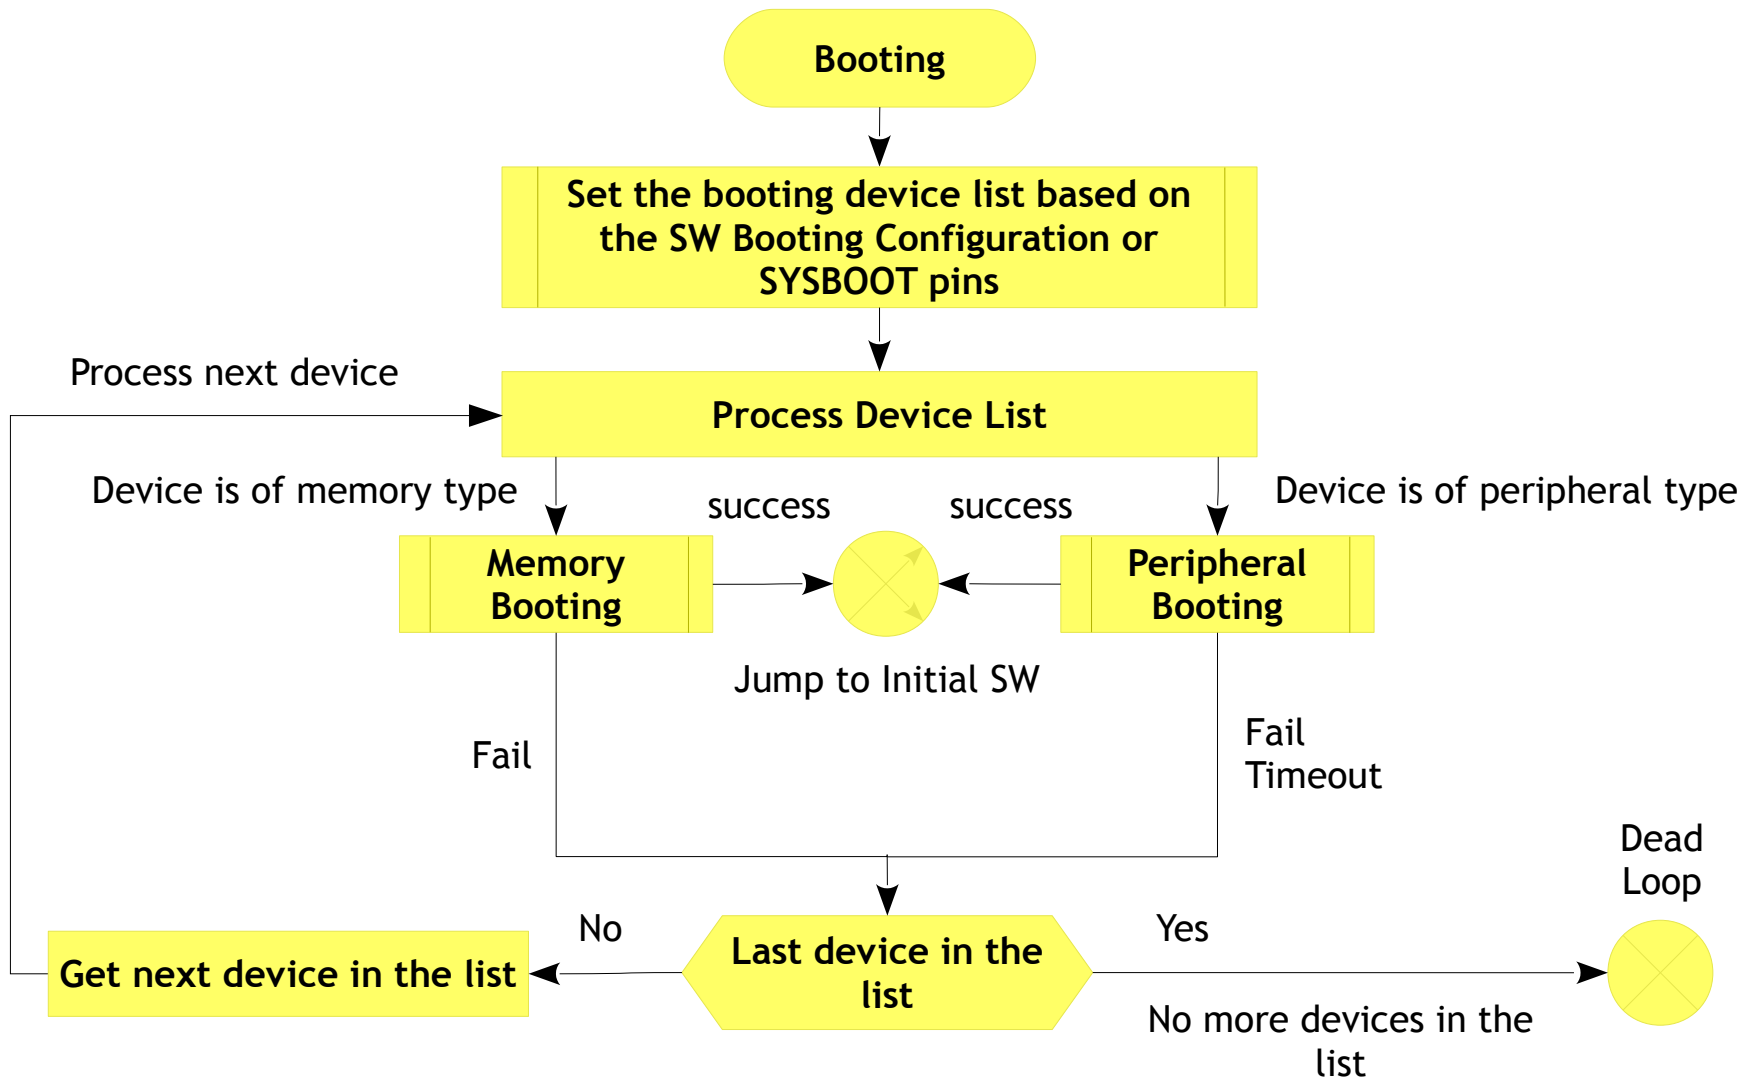 Booting
Set the booting device list based on
the SW Booting Configuration or
SYSBOOT pins
Process next device
Process Device List
Device is of memory type
success
success
Device is of peripheral type
Memory
Booting
Peripheral
Booting
Jump to Initial SW
Fail
Fail
Timeout
Dead
Loop
No
Yes
Get next device in the list
Last device in the
list
No more devices in the
list